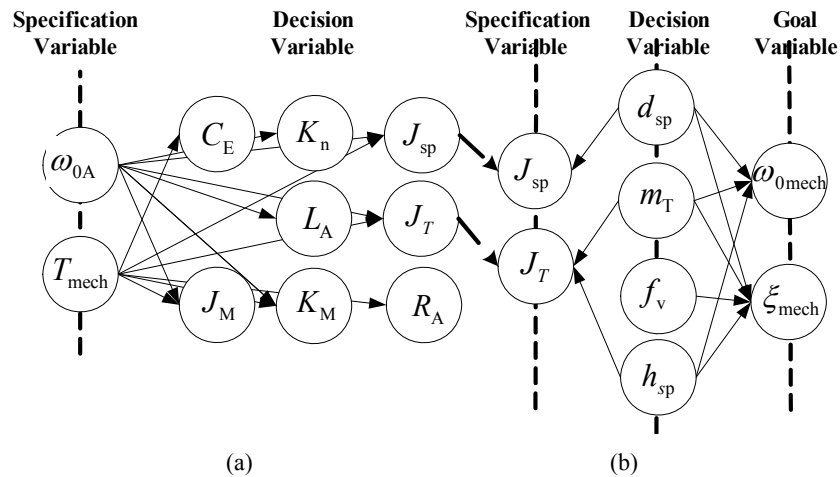 Specification Variable
Decision Variable
Specification Variable
Decision Variable
Goal Variable
ω0A
Tmech
CE
Kn
Jsp
LA
JT
JM
KM
RA
Jsp
JT
dsp
mT
fv
hsp
ω0mech
ξmech
(a)
(b)